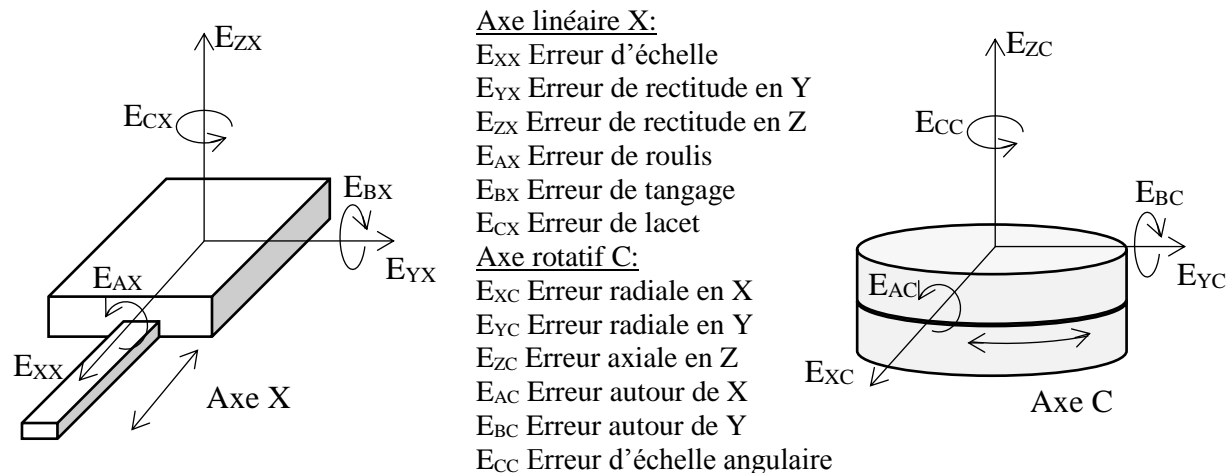 EZX
ECX
EBX
EYX
EAX
EXX
Axe X
Axe linéaire X:
EXX Erreur d'échelle
EYX Erreur de rectitude en Y
EZX Erreur de rectitude en Z
EAX Erreur de roulis
EBX Erreur de tangage
ECX Erreur de lacet
Axe rotatif C:
EXC Erreur radiale en X
EYC Erreur radiale en Y
EZC Erreur axiale en Z
EAC Erreur autour de X
EBC Erreur autour de Y
ECC Erreur d'échelle angulaire
EZC
ECC
EBC
EYC
EAC
EXC
Axe C